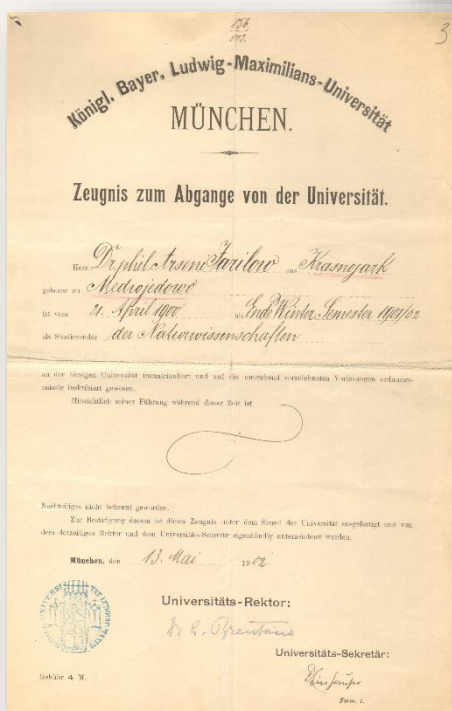 3
Königl. Bayer. Ludwig-Maximilians-Universität
MÜNCHEN.
Zeugnis zum Abgange von der Universität.
Herr Dr. phil. Arseni Jarilow aus Krasnojark
geboren zu Medwjedowo
ist vom 21. April 1900 bis Ende Winter Semester 1901/02
als Studierender der Naturwissenschaften
an der hiesigen Universität immatrikuliert und auf die umstehend verzeichneten Vorlesungen ordnungs-
mässig inskribiert gewesen.
Hinsichtlich seiner Führung während dieser Zeit ist
Nachteiliges nicht bekannt geworden.
Zur Bestätigung dessen ist dieses Zeugnis unter dem Siegel der Universität ausgefertigt und von
dem derzeitigen Rektor und dem Universitäts-Sekretär eigenhändig unterzeichnet worden.
München, den 13. Mai 1902
Universitäts-Rektor:
Dr L. Brentano
Universitäts-Sekretär:
Gebühr 4 M.
Form. 1.